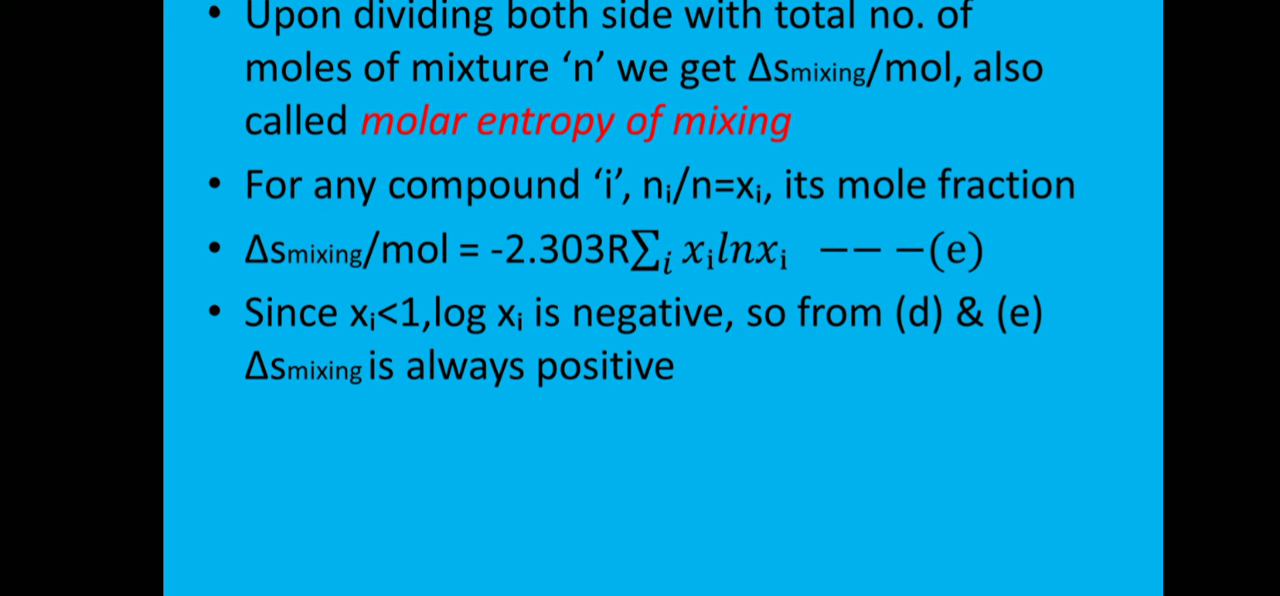 • Upon dividing both side with total no. of
moles of mixture ‘n’ we get Δsmixing/mol, also
called molar entropy of mixing
• For any compound ‘i’, nᵢ/n=xᵢ, its mole fraction
• Δsmixing/mol = -2.303R∑ᵢ xᵢlnxᵢ −− −(e)
• Since xᵢ<1,log xᵢ is negative, so from (d) & (e)
Δsmixing is always positive